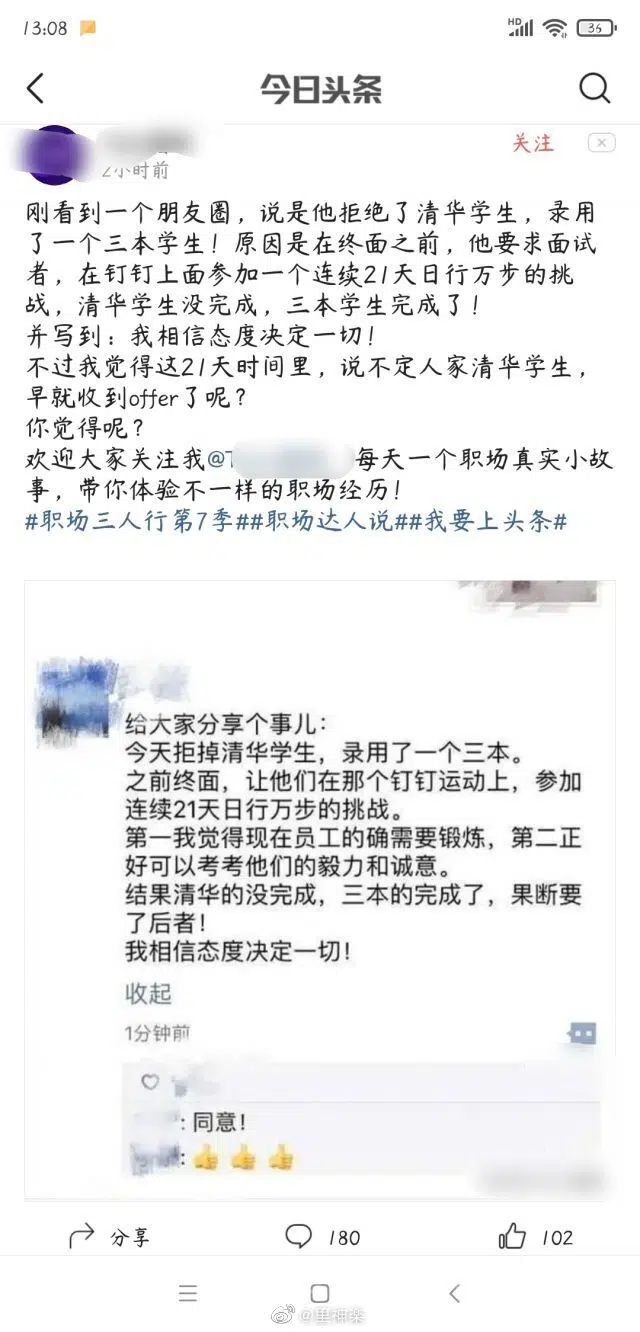 13:08
HD
36
今日头条
关注
2小时前
刚看到一个朋友圈，说是他拒绝了清华学生，录用
了一个三本学生！原因是在终面之前，他要求面试
者，在钉钉上面参加一个连续21天日行万步的挑
战，清华学生没完成，三本学生完成了！
并写到：我相信态度决定一切！
不过我觉得这21天时间里，说不定人家清华学生，
早就收到offer了呢？
你觉得呢？
欢迎大家关注我@T 每天一个职场真实小故
事，带你体验不一样的职场经历！
#职场三人行第7季##职场达人说##我要上头条#
给大家分享个事儿：
今天拒掉清华学生，录用了一个三本。
之前终面，让他们在那个钉钉运动上，参加
连续21天日行万步的挑战。
第一我觉得现在员工的确需要锻炼，第二正
好可以考考他们的毅力和诚意。
结果清华的没完成，三本的完成了，果断要
了后者！
我相信态度决定一切！
收起
1分钟前
：同意！
：👍👍👍
分享 180 102
@里神柴